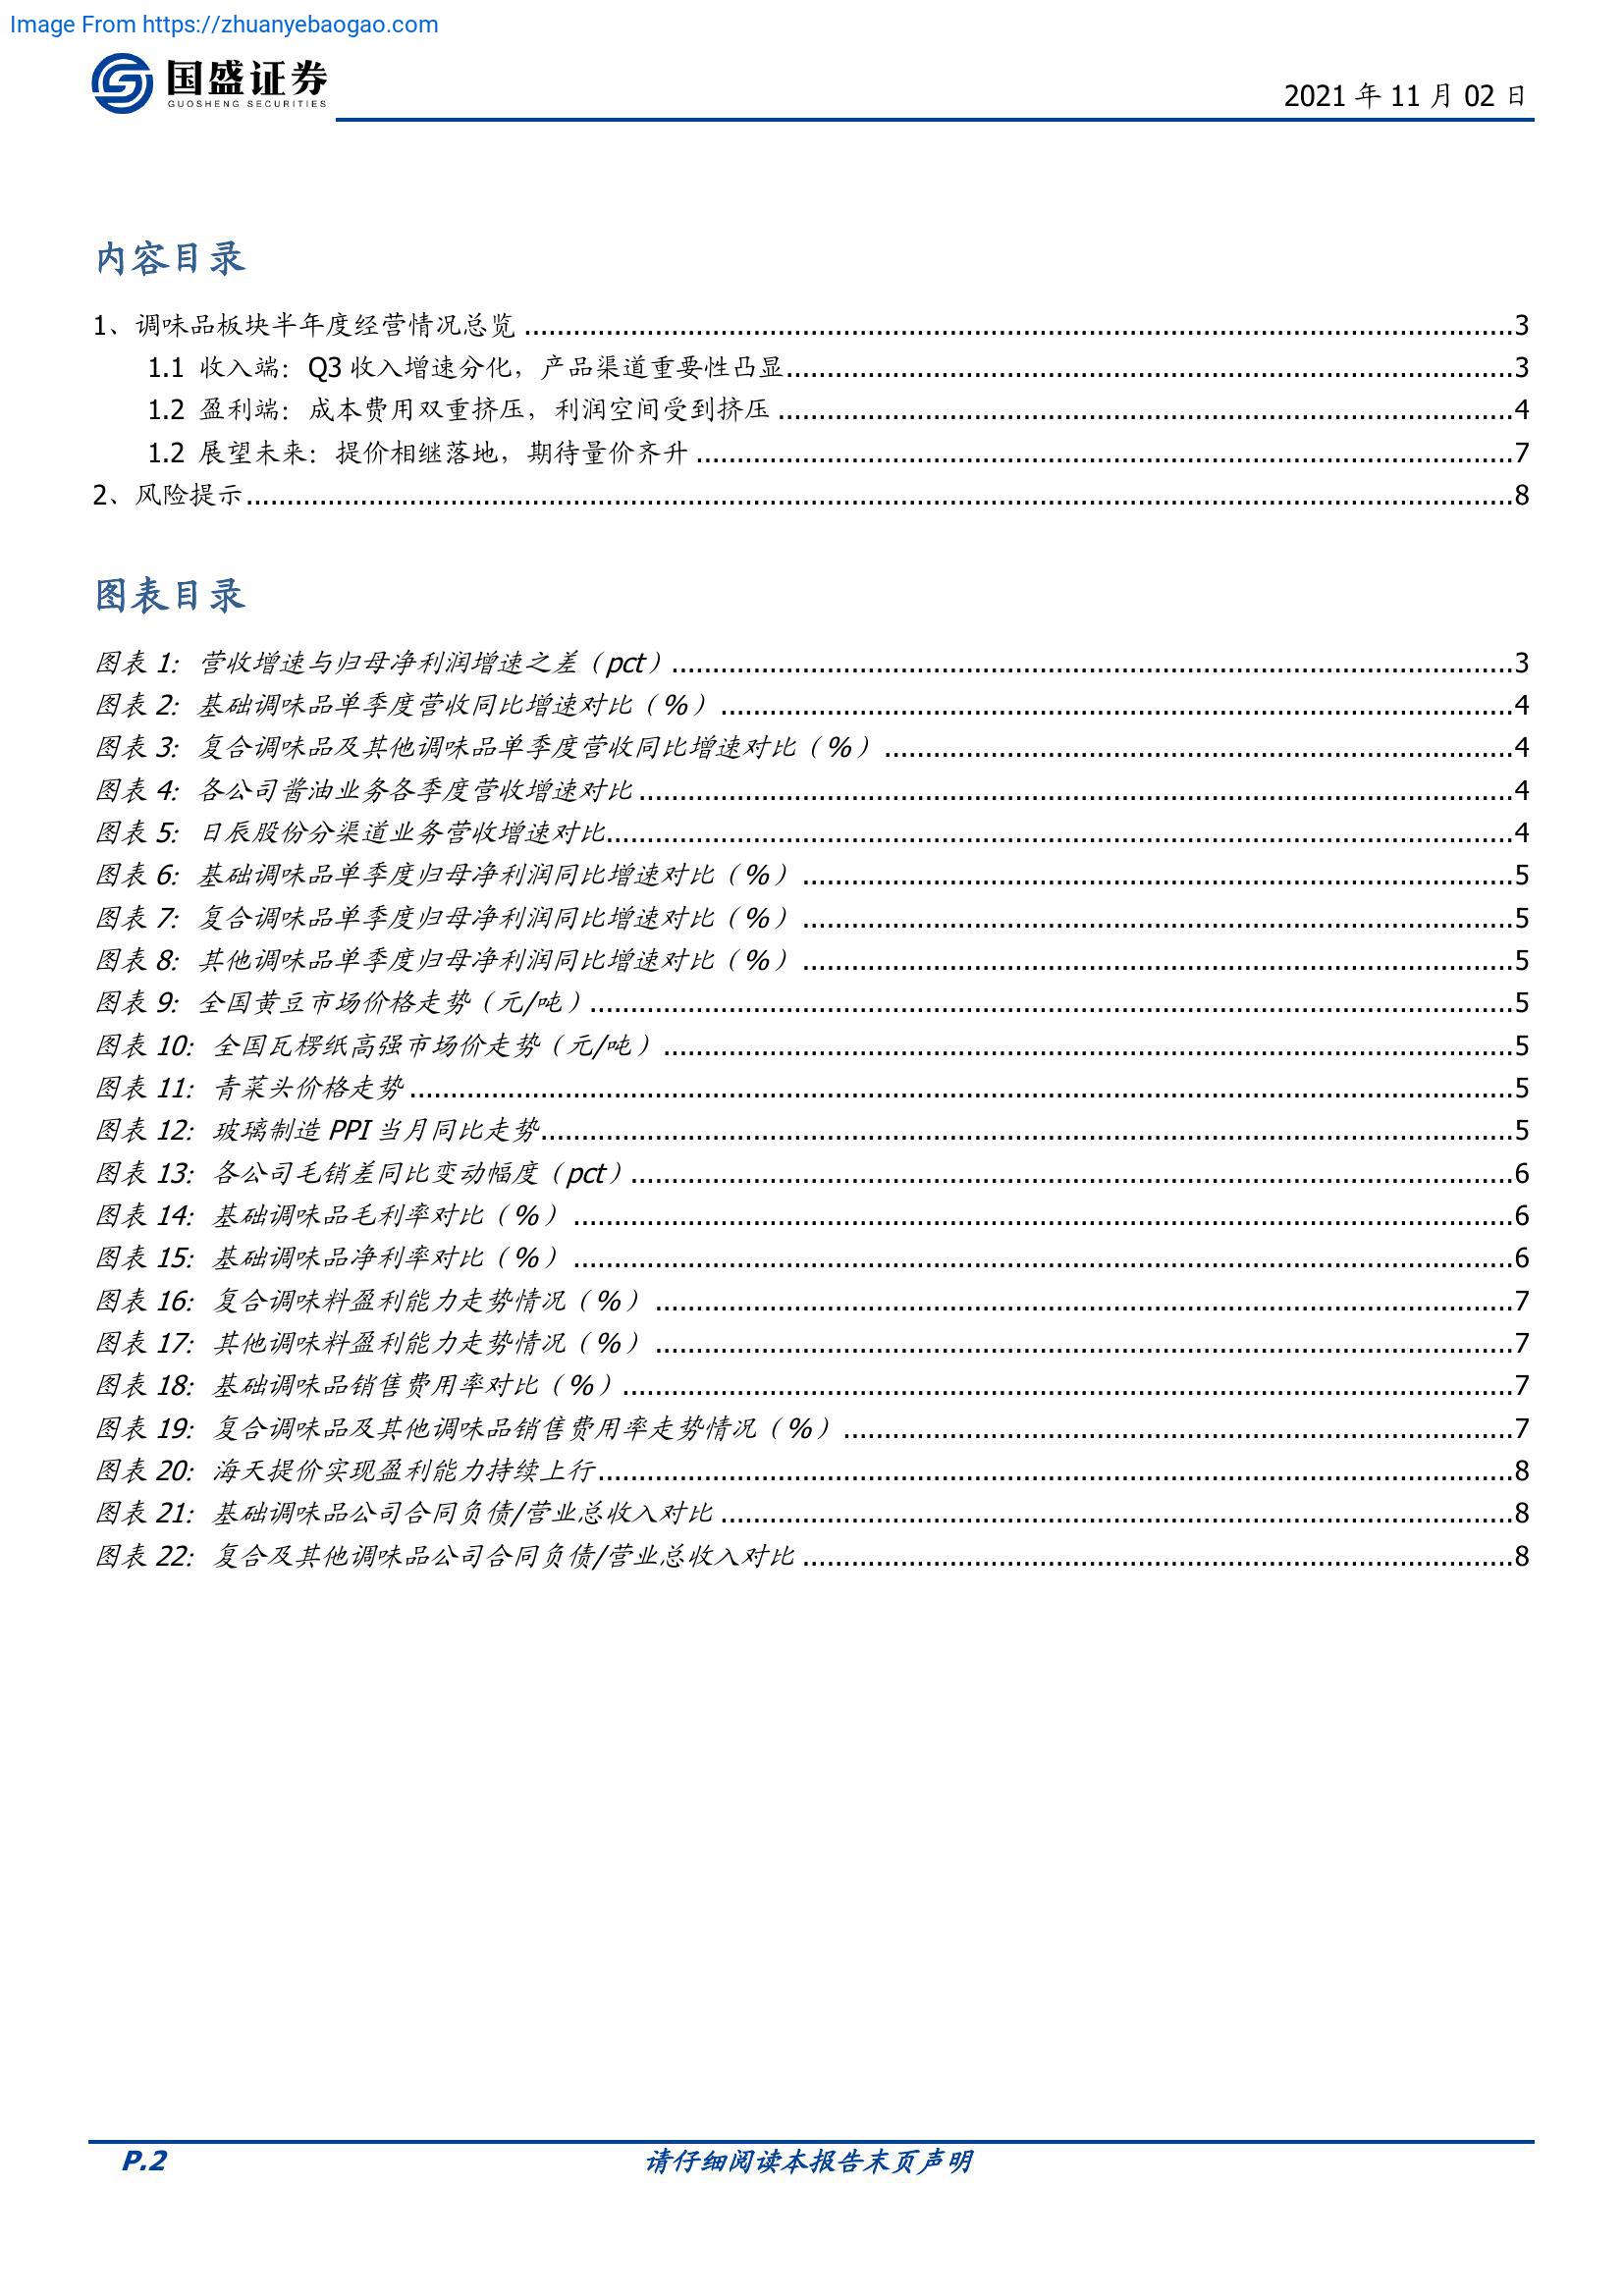 Image From https://zhuanyebaogao.com
国盛证券
GUOSHENG SECURITIES
2021 年 11 月 02 日
内容目录
1、调味品板块半年度经营情况总览 ........ 3
1.1 收入端：Q3 收入增速分化，产品渠道重要性凸显 ........ 3
1.2 盈利端：成本费用双重挤压，利润空间受到挤压 ........ 4
1.2 展望未来：提价相继落地，期待量价齐升 ........ 7
2、风险提示 ........ 8
图表目录
图表 1: 营收增速与归母净利润增速之差（pct） ........ 3
图表 2: 基础调味品单季度营收同比增速对比（%） ........ 4
图表 3: 复合调味品及其他调味品单季度营收同比增速对比（%） ........ 4
图表 4: 各公司酱油业务各季度营收增速对比 ........ 4
图表 5: 日辰股份分渠道业务营收增速对比 ........ 4
图表 6: 基础调味品单季度归母净利润同比增速对比（%） ........ 5
图表 7: 复合调味品单季度归母净利润同比增速对比（%） ........ 5
图表 8: 其他调味品单季度归母净利润同比增速对比（%） ........ 5
图表 9: 全国黄豆市场价格走势（元/吨） ........ 5
图表 10: 全国瓦楞纸高强市场价走势（元/吨） ........ 5
图表 11: 青菜头价格走势 ........ 5
图表 12: 玻璃制造 PPI 当月同比走势 ........ 5
图表 13: 各公司毛销差同比变动幅度（pct） ........ 6
图表 14: 基础调味品毛利率对比（%） ........ 6
图表 15: 基础调味品净利率对比（%） ........ 6
图表 16: 复合调味料盈利能力走势情况（%） ........ 7
图表 17: 其他调味料盈利能力走势情况（%） ........ 7
图表 18: 基础调味品销售费用率对比（%） ........ 7
图表 19: 复合调味品及其他调味品销售费用率走势情况（%） ........ 7
图表 20: 海天提价实现盈利能力持续上行 ........ 8
图表 21: 基础调味品公司合同负债/营业总收入对比 ........ 8
图表 22: 复合及其他调味品公司合同负债/营业总收入对比 ........ 8
P.2
请仔细阅读本报告末页声明